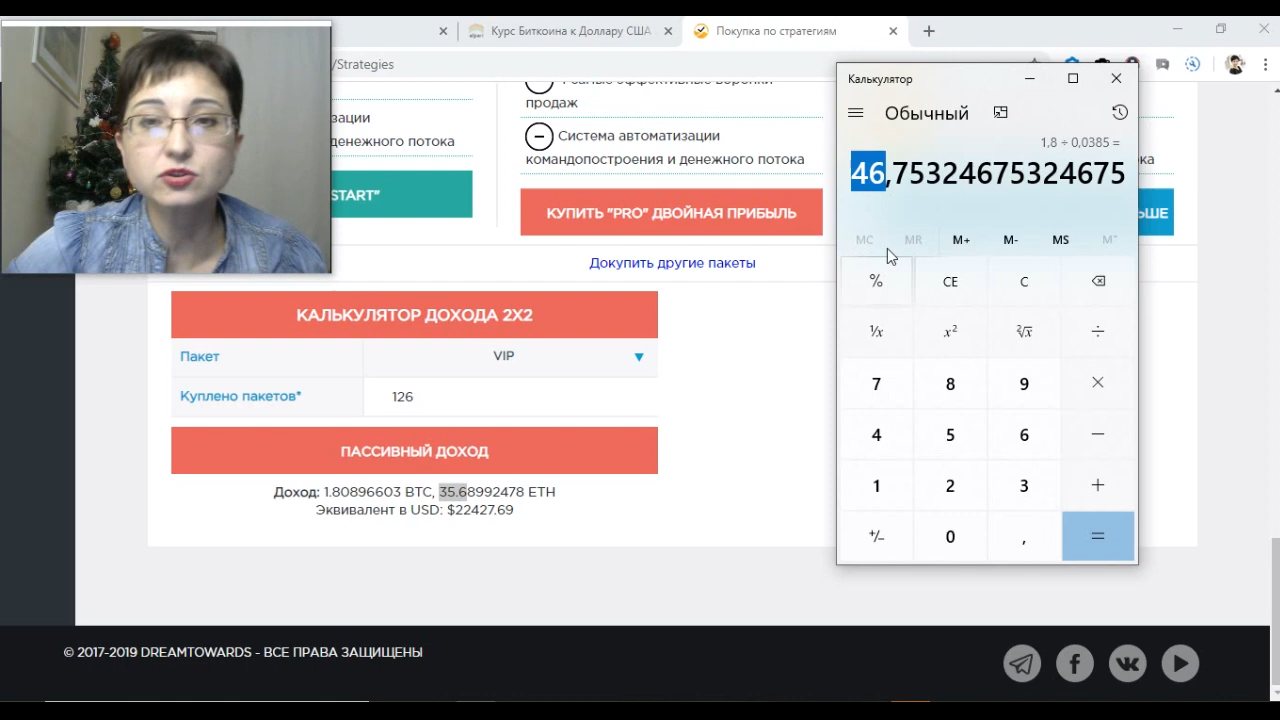 Курс Биткоина к Доллару США
Покупка по стратегиям
/Strategies
продаж
Система автоматизации
командопостроения и денежного потока
зации
денежного потока
START"
КУПИТЬ "PRO" ДВОЙНАЯ ПРИБЫЛЬ
ЬШЕ
Докупить другие пакеты
КАЛЬКУЛЯТОР ДОХОДА 2X2
Пакет
VIP
Куплено пакетов*
126
ПАССИВНЫЙ ДОХОД
Доход: 1.80896603 BTC, 35.68992478 ETH
Эквивалент в USD: $22427.69
Калькулятор
Обычный
1,8 ÷ 0,0385 =
46,75324675324675
MC MR M+ M- MS M˅
% CE C
¹/x x² ²√x ÷
7 8 9 ×
4 5 6 −
1 2 3 +
+/− 0 , =
© 2017-2019 DREAMTOWARDS - ВСЕ ПРАВА ЗАЩИЩЕНЫ